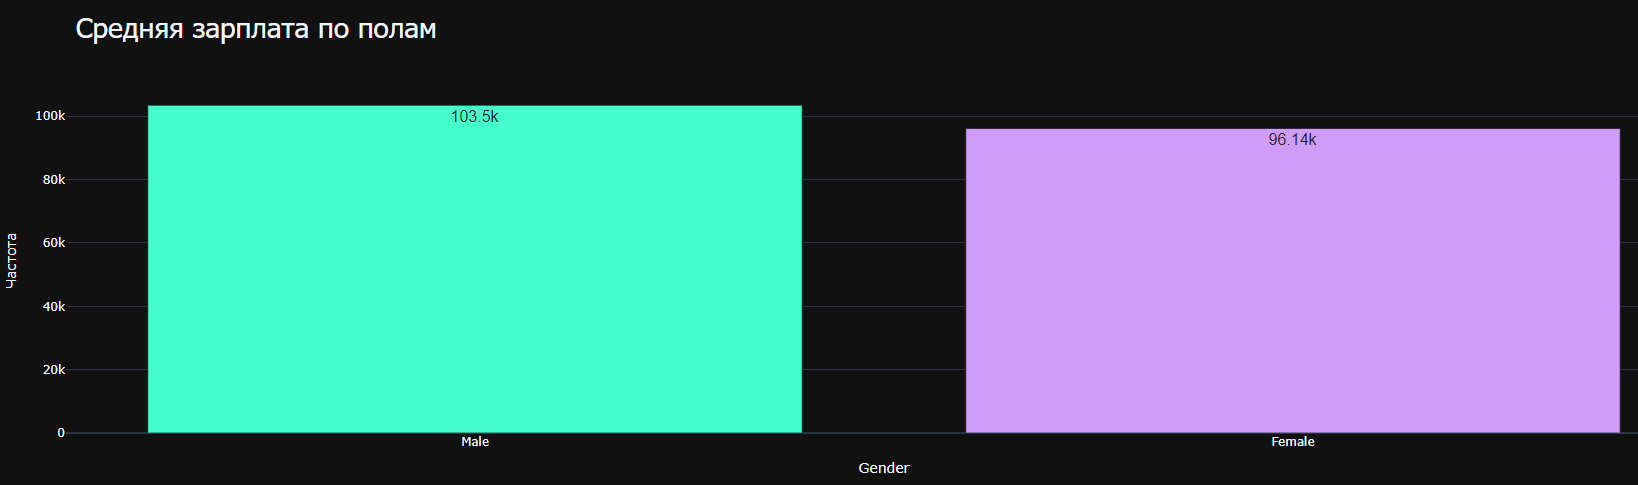 Средняя зарплата по полам
100k
80k
60k
40k
20k
0
Частота
103.5k
96.14k
Male
Female
Gender